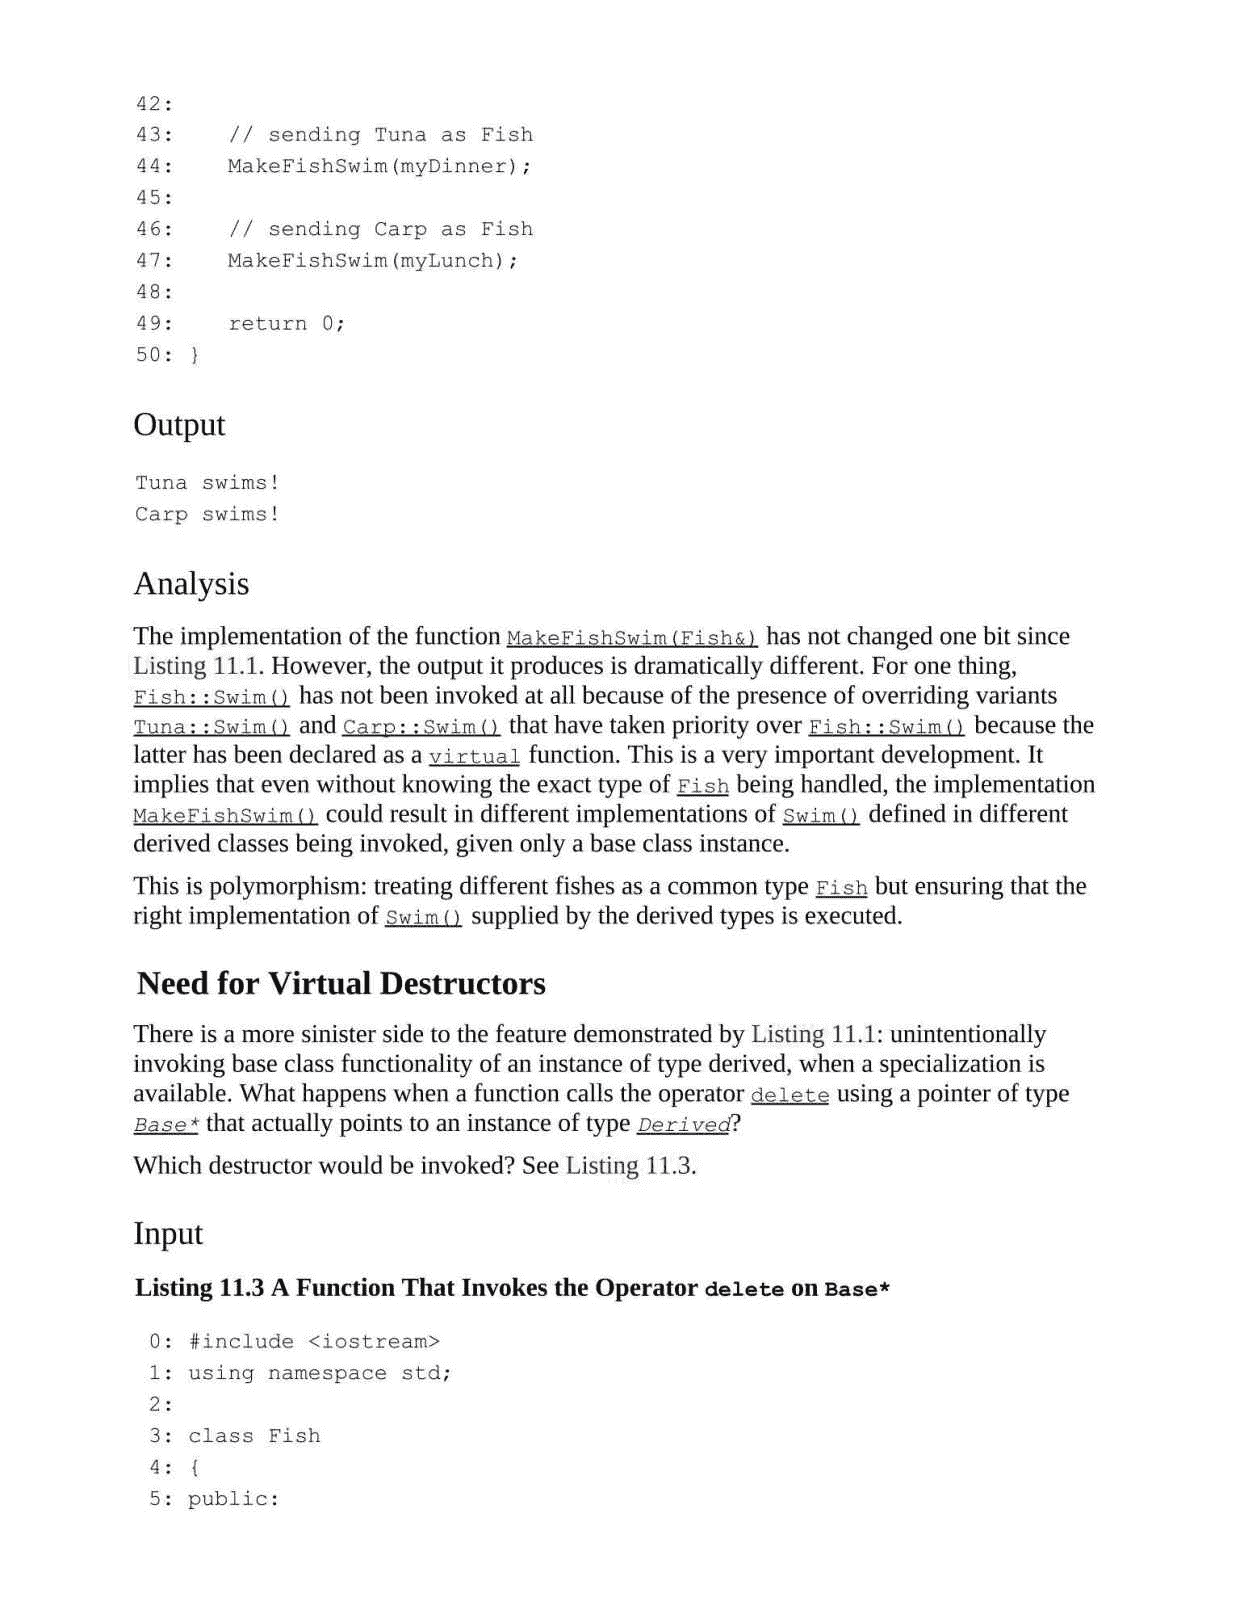 42:
43:    // sending Tuna as Fish
44:    MakeFishSwim(myDinner);
45:
46:    // sending Carp as Fish
47:    MakeFishSwim(myLunch);
48:
49:    return 0;
50: }
Output
Tuna swims!
Carp swims!
Analysis
The implementation of the function MakeFishSwim(Fish&) has not changed one bit since
Listing 11.1. However, the output it produces is dramatically different. For one thing,
Fish::Swim() has not been invoked at all because of the presence of overriding variants
Tuna::Swim() and Carp::Swim() that have taken priority over Fish::Swim() because the
latter has been declared as a virtual function. This is a very important development. It
implies that even without knowing the exact type of Fish being handled, the implementation
MakeFishSwim() could result in different implementations of Swim() defined in different
derived classes being invoked, given only a base class instance.
This is polymorphism: treating different fishes as a common type Fish but ensuring that the
right implementation of Swim() supplied by the derived types is executed.
Need for Virtual Destructors
There is a more sinister side to the feature demonstrated by Listing 11.1: unintentionally
invoking base class functionality of an instance of type derived, when a specialization is
available. What happens when a function calls the operator delete using a pointer of type
Base* that actually points to an instance of type Derived?
Which destructor would be invoked? See Listing 11.3.
Input
Listing 11.3 A Function That Invokes the Operator delete on Base*
0: #include <iostream>
1: using namespace std;
2:
3: class Fish
4: {
5: public: